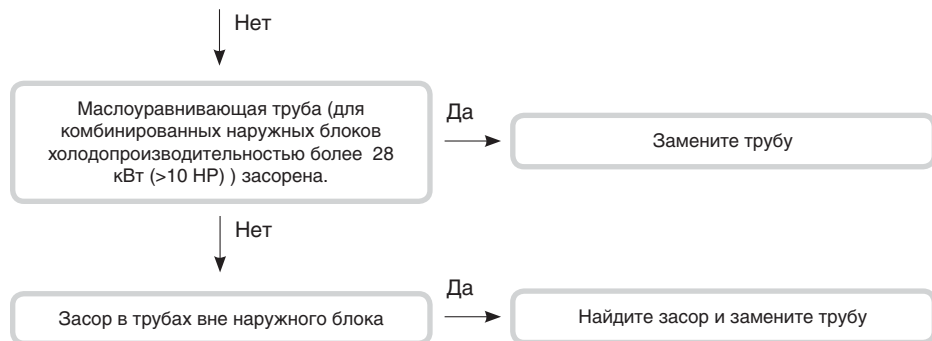 Нет
Маслоуравнивающая труба (для
комбинированных наружных блоков
холодопроизводительностью более 28
кВт (>10 HP) ) засорена.
Да
Замените трубу
Нет
Засор в трубах вне наружного блока
Да
Найдите засор и замените трубу